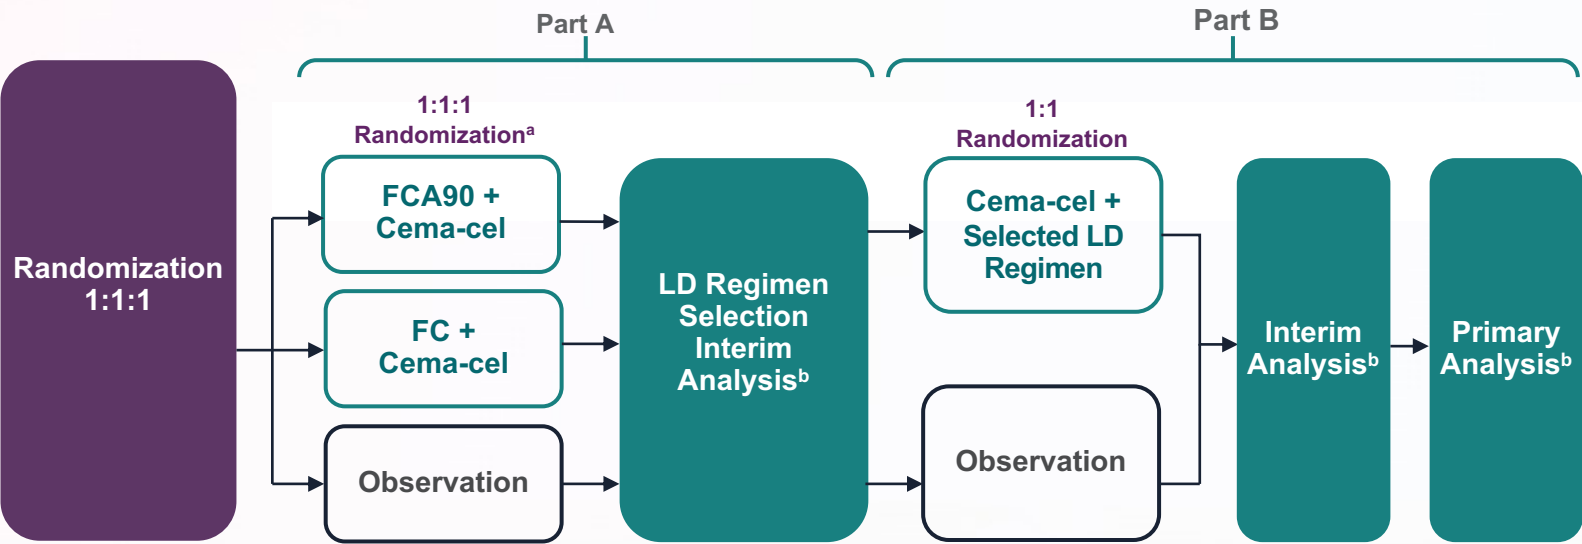 Part A
Part B
1:1:1
Randomizationᵃ
1:1
Randomization
Randomization
1:1:1
FCA90 +
Cema-cel
FC +
Cema-cel
Observation
LD Regimen
Selection
Interim
Analysisᵇ
Cema-cel +
Selected LD
Regimen
Observation
Interim
Analysisᵇ
Primary
Analysisᵇ